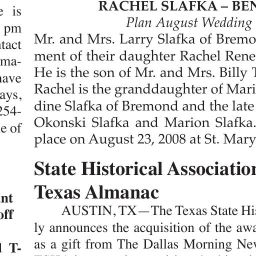 e is
pm
ntact
ma-
have
ays,
254-
e of
nt
off
l T-
RACHEL SLAFKA – BEN
Plan August Wedding
Mr. and Mrs. Larry Slafka of Bremo
ment of their daughter Rachel Rene
He is the son of Mr. and Mrs. Billy T
Rachel is the granddaughter of Mari
dine Slafka of Bremond and the late
Okonski Slafka and Marion Slafka.
place on August 23, 2008 at St. Mary
State Historical Association
Texas Almanac
AUSTIN, TX—The Texas State His
ly announces the acquisition of the awa
as a gift from The Dallas Morning New